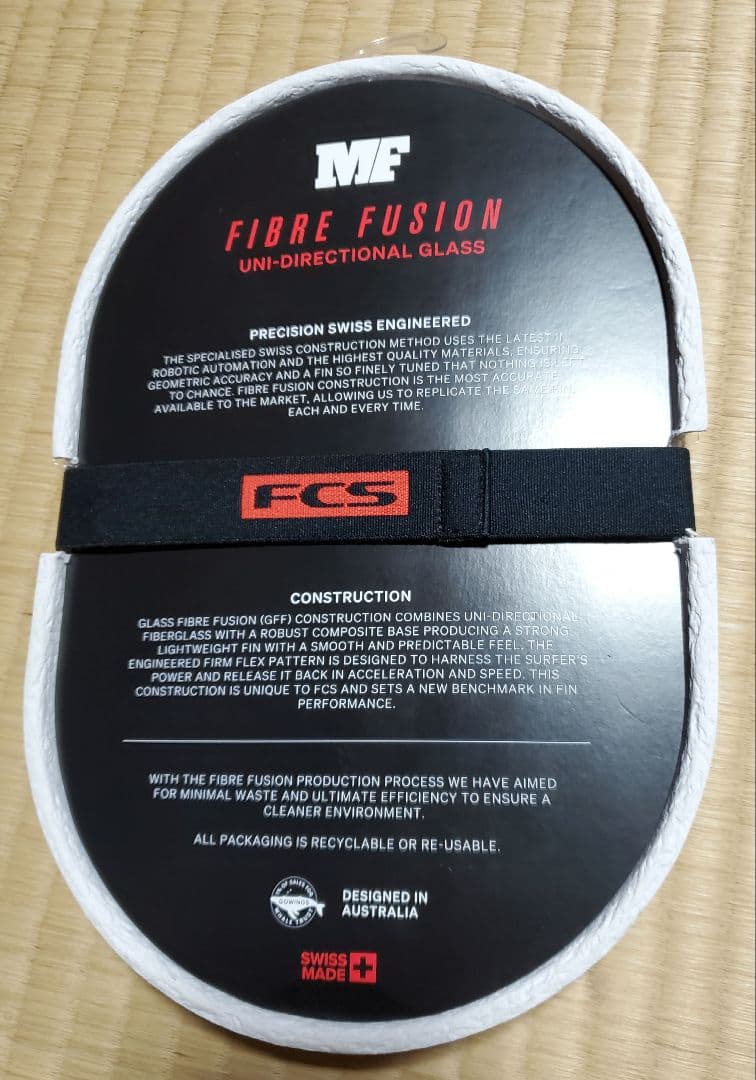 MF
FIBRE FUSION
UNI-DIRECTIONAL GLASS
PRECISION SWISS ENGINEERED
THE SPECIALISED SWISS CONSTRUCTION METHOD USES THE LATEST IN
ROBOTIC AUTOMATION AND THE HIGHEST QUALITY MATERIALS, ENSURING
GEOMETRIC ACCURACY AND A FIN SO FINELY TUNED THAT NOTHING IS LEFT
TO CHANCE. FIBRE FUSION CONSTRUCTION IS THE MOST ACCURATE
AVAILABLE TO THE MARKET, ALLOWING US TO REPLICATE THE SAME FIN,
EACH AND EVERY TIME.
FCS
CONSTRUCTION
GLASS FIBRE FUSION (GFF) CONSTRUCTION COMBINES UNI-DIRECTIONAL
FIBERGLASS WITH A ROBUST COMPOSITE BASE PRODUCING A STRONG
LIGHTWEIGHT FIN WITH A SMOOTH AND PREDICTABLE FEEL. THE
ENGINEERED FIRM FLEX PATTERN IS DESIGNED TO HARNESS THE SURFER'S
POWER AND RELEASE IT BACK IN ACCELERATION AND SPEED. THIS
CONSTRUCTION IS UNIQUE TO FCS AND SETS A NEW BENCHMARK IN FIN
PERFORMANCE.
WITH THE FIBRE FUSION PRODUCTION PROCESS WE HAVE AIMED
FOR MINIMAL WASTE AND ULTIMATE EFFICIENCY TO ENSURE A
CLEANER ENVIRONMENT.
ALL PACKAGING IS RECYCLABLE OR RE-USABLE.
OF SALES FOR
WHALE TRUST
DESIGNED IN
AUSTRALIA
SWISS
MADE